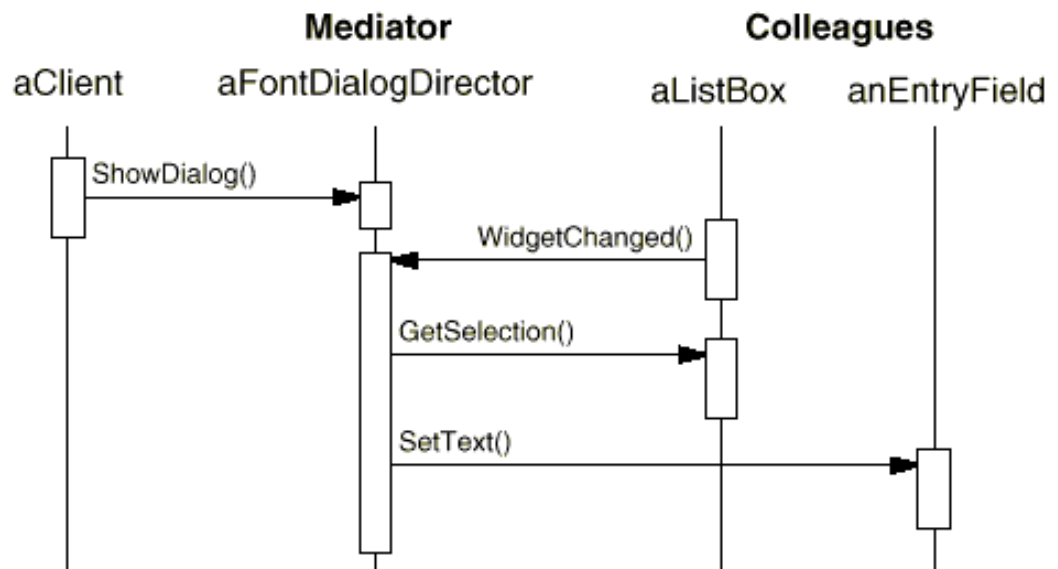 Mediator Colleagues
aClient aFontDialogDirector aListBox anEntryField
ShowDialog()
WidgetChanged()
GetSelection()
SetText()